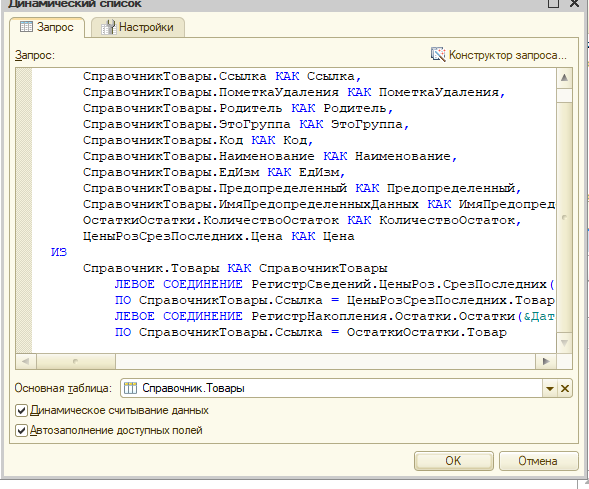 Динамический список
Запрос
Настройки
Запрос:
Конструктор запроса...
СправочникТовары.Ссылка КАК Ссылка,
СправочникТовары.ПометкаУдаления КАК ПометкаУдаления,
СправочникТовары.Родитель КАК Родитель,
СправочникТовары.ЭтоГруппа КАК ЭтоГруппа,
СправочникТовары.Код КАК Код,
СправочникТовары.Наименование КАК Наименование,
СправочникТовары.ЕдИзм КАК ЕдИзм,
СправочникТовары.Предопределенный КАК Предопределенный,
СправочникТовары.ИмяПредопределенныхДанных КАК ИмяПредопред
ОстаткиОстатки.КоличествоОстаток КАК КоличествоОстаток,
ЦеныРозСрезПоследних.Цена КАК Цена
ИЗ
Справочник.Товары КАК СправочникТовары
ЛЕВОЕ СОЕДИНЕНИЕ РегистрСведений.ЦеныРоз.СрезПоследних(
ПО СправочникТовары.Ссылка = ЦеныРозСрезПоследних.Товар
ЛЕВОЕ СОЕДИНЕНИЕ РегистрНакопления.Остатки.Остатки(&Дат
ПО СправочникТовары.Ссылка = ОстаткиОстатки.Товар
Основная таблица:
Справочник.Товары
Динамическое считывание данных
Автозаполнение доступных полей
ОК
Отмена